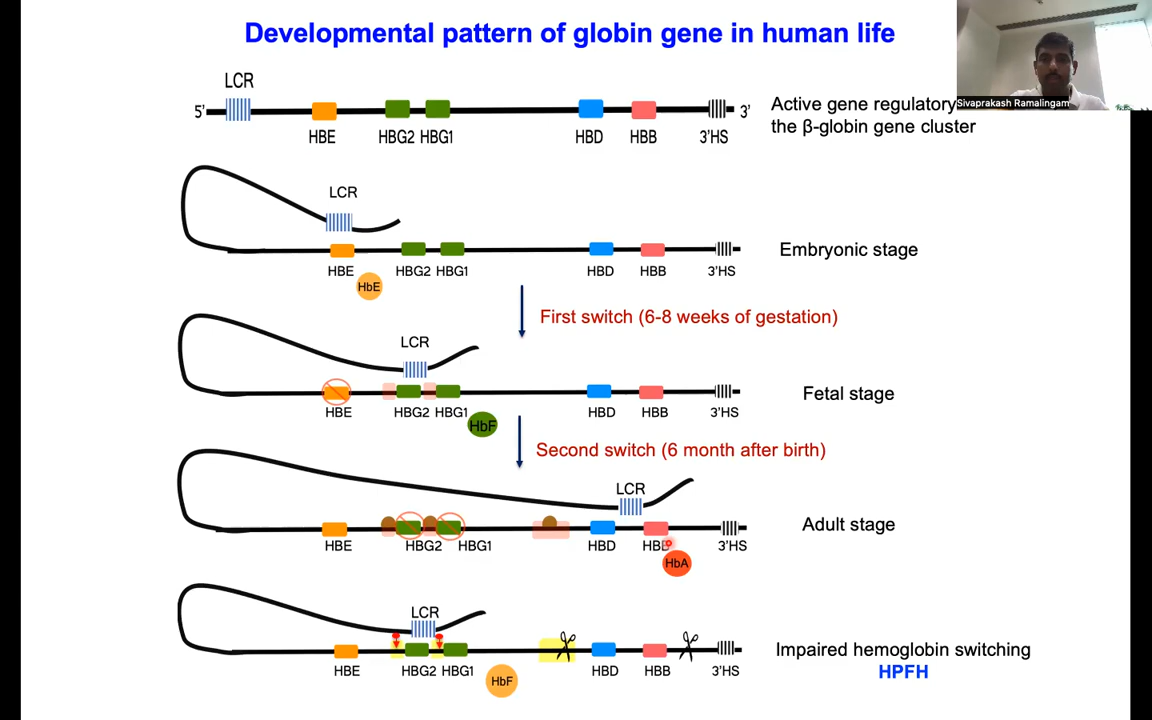 Developmental pattern of globin gene in human life
Sivaprakash Ramalingam
LCR
5' 3'
HBE HBG2 HBG1 HBD HBB 3'HS
Active gene regulatory
the β-globin gene cluster
LCR
HBE HBG2 HBG1 HBD HBB 3'HS
HbE
Embryonic stage
First switch (6-8 weeks of gestation)
LCR
HBE HBG2 HBG1 HBD HBB 3'HS
HbF
Fetal stage
Second switch (6 month after birth)
LCR
HBE HBG2 HBG1 HBD 3'HS
HbA
Adult stage
LCR
HBE HBG2 HBG1 HBD HBB 3'HS
HbF
Impaired hemoglobin switching
HPFH